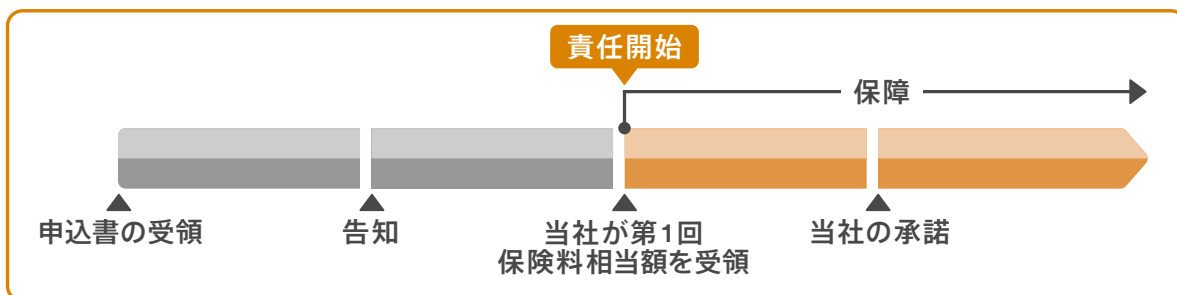 責任開始
保障
申込書の受領
告知
当社が第1回
保険料相当額を受領
当社の承諾